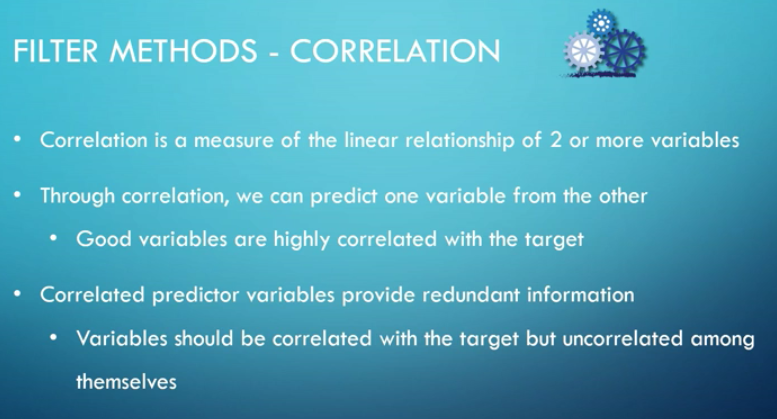 FILTER METHODS - CORRELATION
• Correlation is a measure of the linear relationship of 2 or more variables
• Through correlation, we can predict one variable from the other
• Good variables are highly correlated with the target
• Correlated predictor variables provide redundant information
• Variables should be correlated with the target but uncorrelated among
themselves